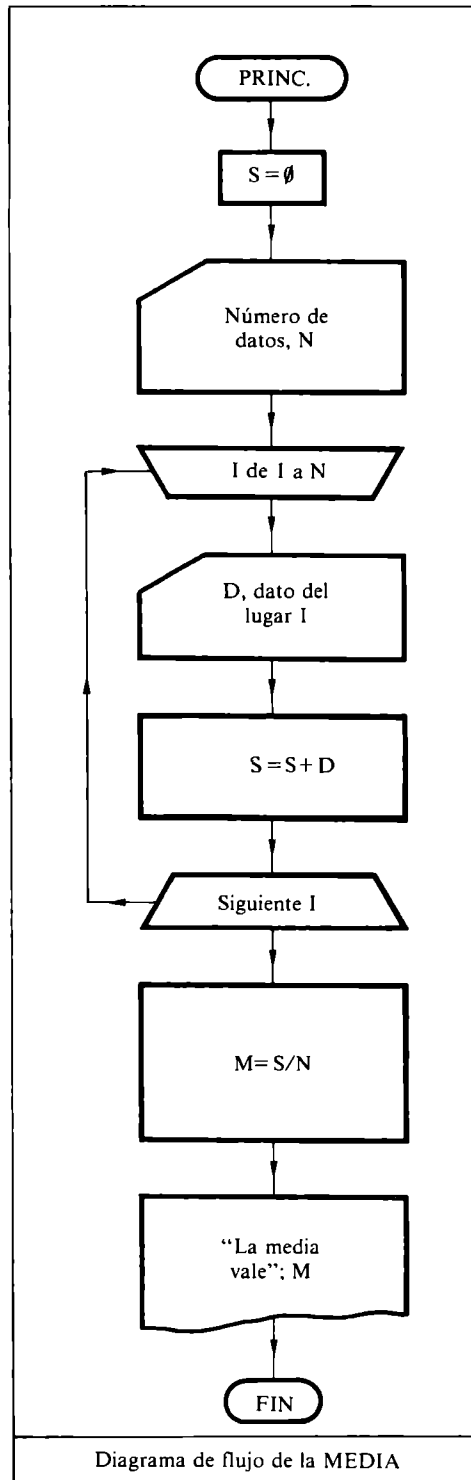 PRINC.
S = Ø
Número de
datos, N
I de 1 a N
D, dato del
lugar I
S = S + D
Siguiente I
M = S/N
“La media
vale”; M
FIN
Diagrama de flujo de la MEDIA